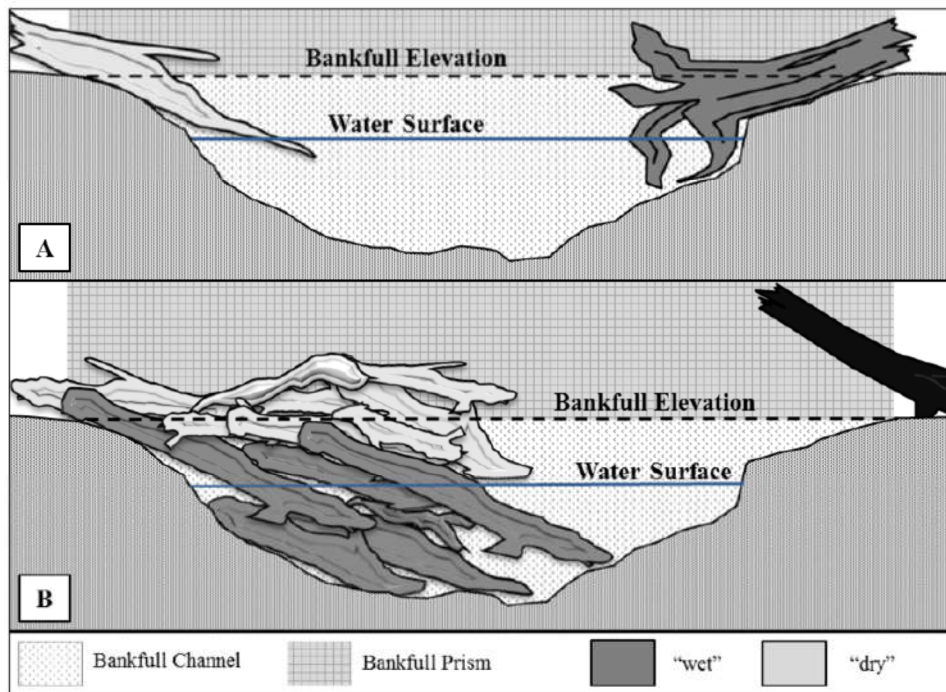 Bankfull Elevation
Water Surface
A
Bankfull Elevation
Water Surface
B
Bankfull Channel
Bankfull Prism
“wet”
“dry”